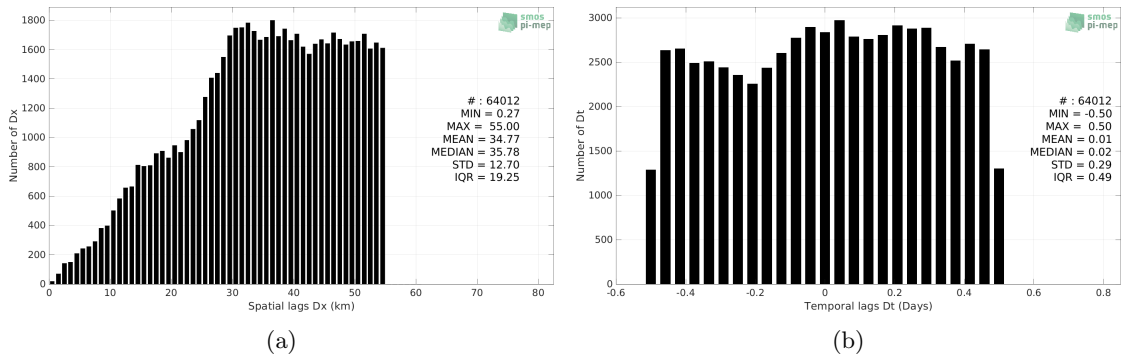 1800
1600
1400
1200
1000
800
600
400
200
0
Number of Dx
0 10 20 30 40 50 60 70 80
Spatial lags Dx (km)
smos
pi-mep
# : 64012
MIN = 0.27
MAX = 55.00
MEAN = 34.77
MEDIAN = 35.78
STD = 12.70
IQR = 19.25
(a)
3000
2500
2000
1500
1000
500
0
Number of Dt
-0.6 -0.4 -0.2 0 0.2 0.4 0.6 0.8
Temporal lags Dt (Days)
smos
pi-mep
# : 64012
MIN = -0.50
MAX = 0.50
MEAN = 0.01
MEDIAN = 0.02
STD = 0.29
IQR = 0.49
(b)